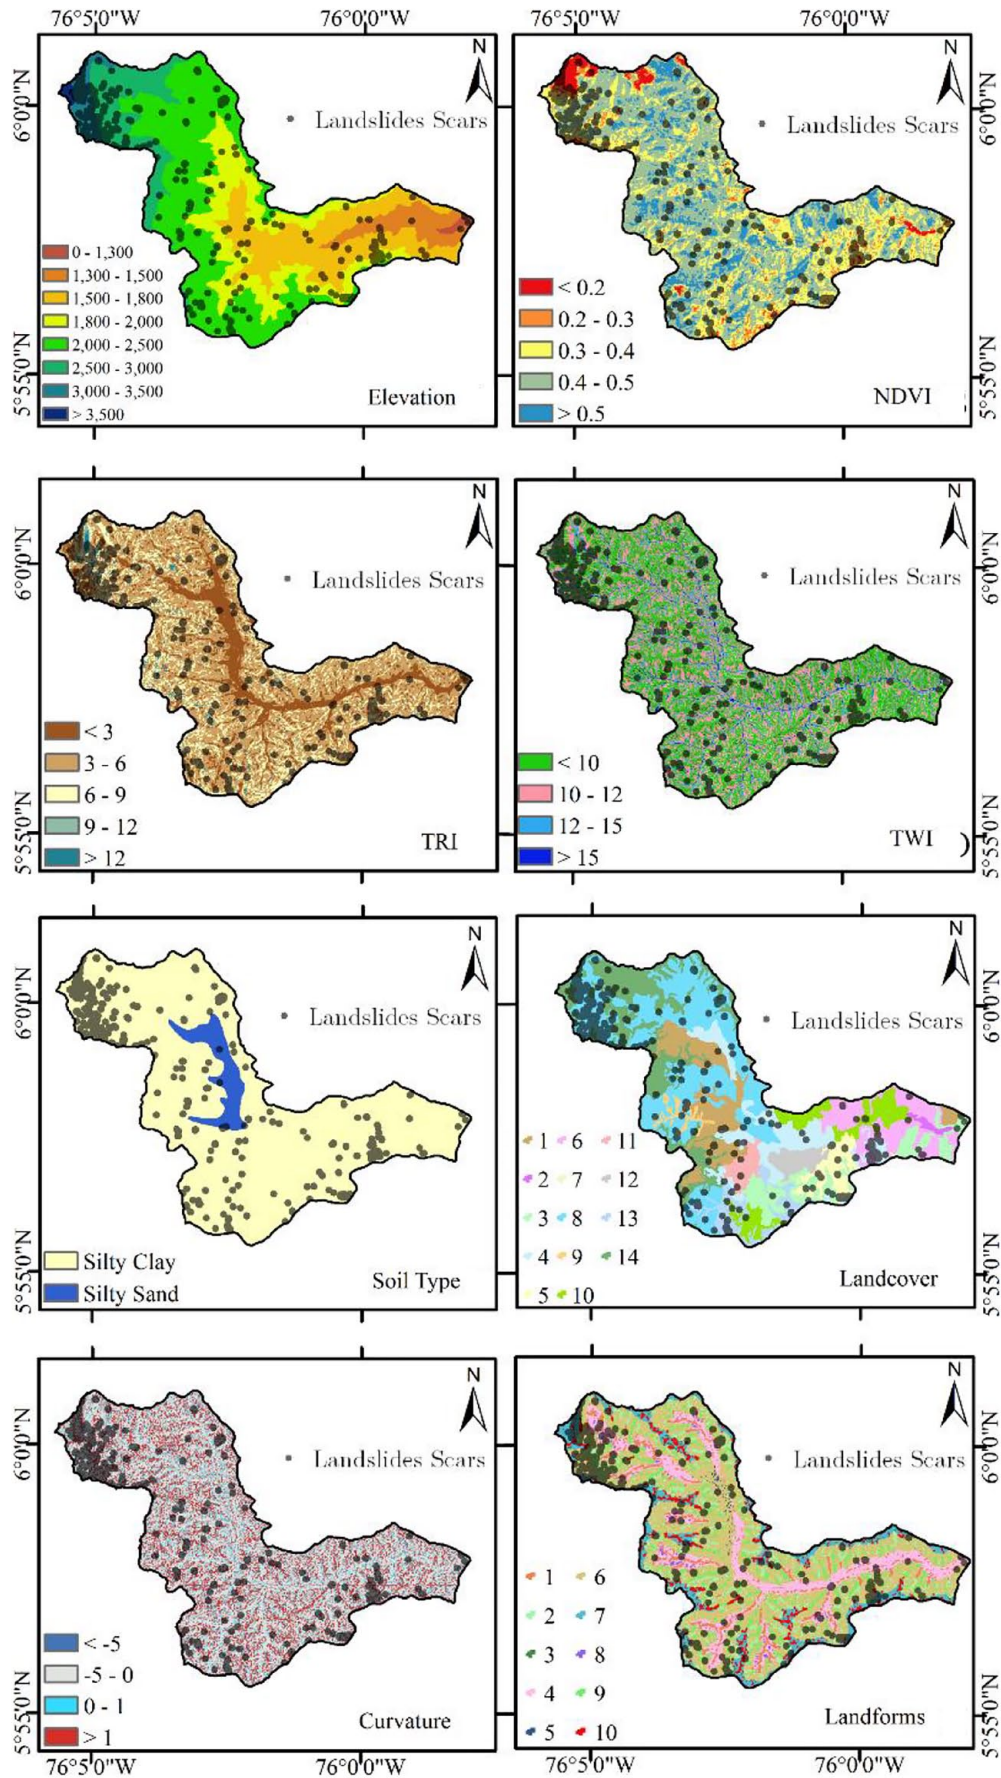 76°5'0"W 76°0'0"W 76°5'0"W 76°0'0"W
N N
6°0'0"N 6°0'0"N
Landslides Scars Landslides Scars
0 - 1,300
1,300 - 1,500
1,500 - 1,800
1,800 - 2,000
2,000 - 2,500
2,500 - 3,000
3,000 - 3,500
> 3,500
Elevation
5°55'0"N
< 0.2
0.2 - 0.3
0.3 - 0.4
0.4 - 0.5
> 0.5
NDVI
5°55'0"N
N N
6°0'0"N 6°0'0"N
Landslides Scars Landslides Scars
< 3
3 - 6
6 - 9
9 - 12
> 12
TRI
5°55'0"N
< 10
10 - 12
12 - 15
> 15
TWI )
5°55'0"N
N N
6°0'0"N 6°0'0"N
Landslides Scars Landslides Scars
Silty Clay
Silty Sand
Soil Type
5°55'0"N
1 6 11
2 7 12
3 8 13
4 9 14
5 10
Landcover
5°55'0"N
N N
6°0'0"N 6°0'0"N
Landslides Scars Landslides Scars
< -5
-5 - 0
0 - 1
> 1
Curvature
5°55'0"N
1 6
2 7
3 8
4 9
5 10
Landforms
5°55'0"N
76°5'0"W 76°0'0"W 76°5'0"W 76°0'0"W